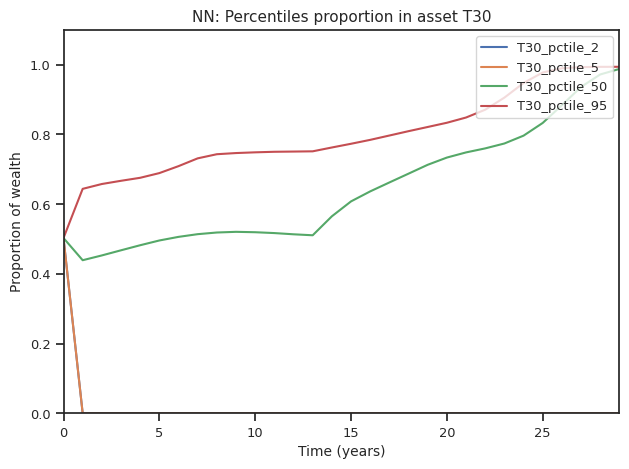 NN: Percentiles proportion in asset T30
T30_pctile_2
T30_pctile_5
T30_pctile_50
T30_pctile_95
Proportion of wealth
1.0
0.8
0.6
0.4
0.2
0.0
0 5 10 15 20 25
Time (years)